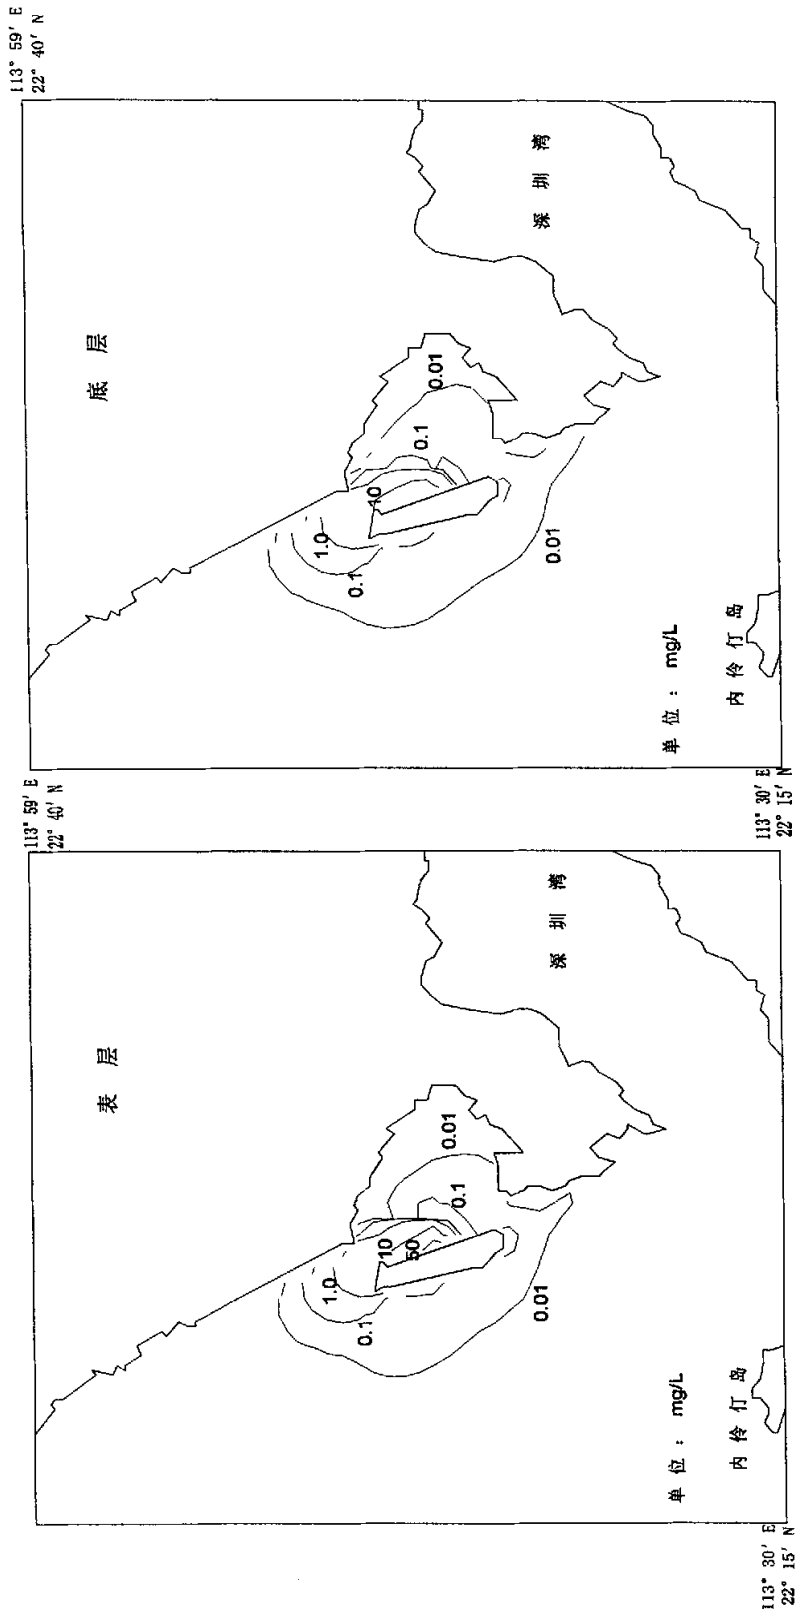 113° 59′ E
22° 40′ N
表 层
1.0
0.1
10
50
0.01
0.1
0.01
深 圳 湾
单 位 : mg/L
内 伶 仃 岛
113° 30′ E
22° 15′ N
113° 59′ E
22° 40′ N
底 层
1.0
0.1
10
0.1
0.01
0.01
深 圳 湾
单 位 : mg/L
内 伶 仃 岛
113° 30′ E
22° 15′ N